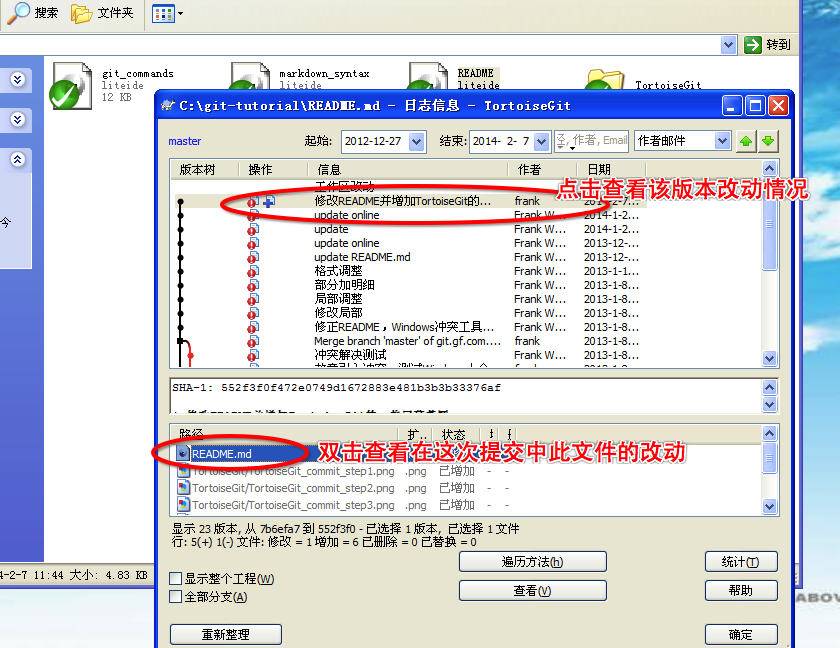 搜索 文件夹
转到
git_commands
liteide
12 KB
markdown_syntax
liteide
README
liteide
TortoiseGit
今
C:\git-tutorial\README.md - 日志信息 - TortoiseGit
master 起始: 2012-12-27 结束: 2014- 2- 7 作者, Email 作者邮件
版本树 操作 信息 作者 日期
工作区改动
点击查看该版本改动情况
修改README并增加TortoiseGit的... frank 2014-2-7...
update online Frank W... 2014-1-2...
update Frank W... 2014-1-2...
update online Frank W... 2013-12-...
update README.md Frank W... 2013-12-...
格式调整 Frank W... 2013-1-1...
部分加明细 Frank W... 2013-1-8...
局部调整 Frank W... 2013-1-8...
修改局部 Frank W... 2013-1-8...
修正README，Windows冲突工具... Frank W... 2013-1-8...
Merge branch 'master' of git.gf.com.... frank 2013-1-8...
冲突解决测试 Frank W... 2013-1-8...
SHA-1: 552f3f0f472e0749d1672883e481b3b3b33376af
路径 扩... 状态
README.md
双击查看在这次提交中此文件的改动
TortoiseGit/TortoiseGit_commit_step1.png .png 已增加 - -
TortoiseGit/TortoiseGit_commit_step2.png .png 已增加 - -
TortoiseGit/TortoiseGit_commit_step3.png .png 已增加 - -
显示 23 版本, 从 7b6efa7 到 552f3f0 - 已选择 1 版本, 已选择 1 文件
行: 5(+) 1(-) 文件: 修改 = 1 增加 = 6 已删除 = 0 已替换 = 0
遍历方法(h) 统计(T)
4-2-7 11:44 大小: 4.83 KB
显示整个工程(W)
查看(V) 帮助
全部分支(A)
ABOV
重新整理 确定